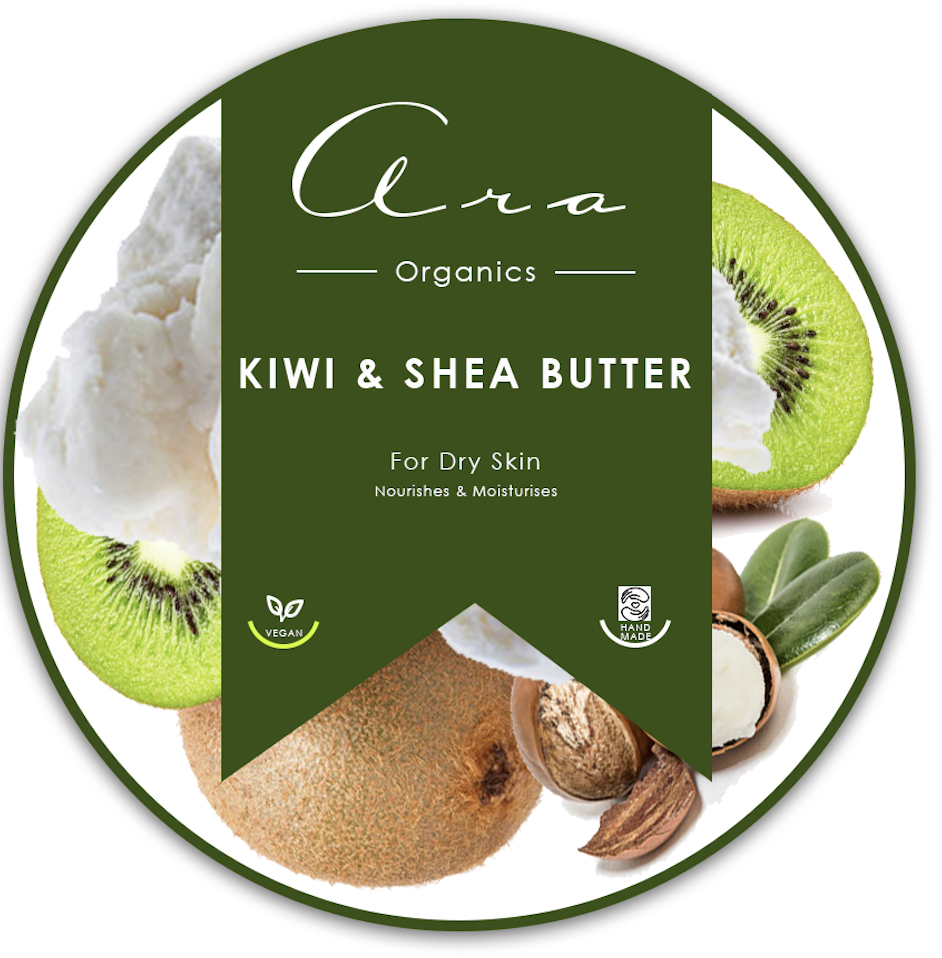 Ara
Organics
KIWI & SHEA BUTTER
For Dry Skin
Nourishes & Moisturises
VEGAN
HAND
MADE